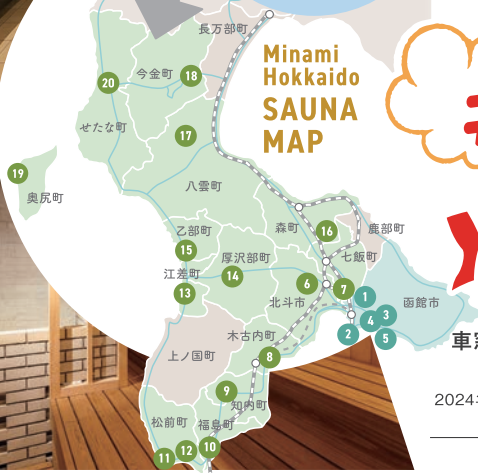 Minami
Hokkaido
SAUNA
MAP
長万部町
今金町
18
20
せたな町
17
19
奥尻町
八雲町
乙部町
15
森町
16
鹿部町
七飯町
厚沢部町
14
江差町
13
6
7
北斗市
1
函館市
2
3
4
5
木古内町
8
上ノ国町
9
知内町
松前町
福島町
10
11
12
車
2024